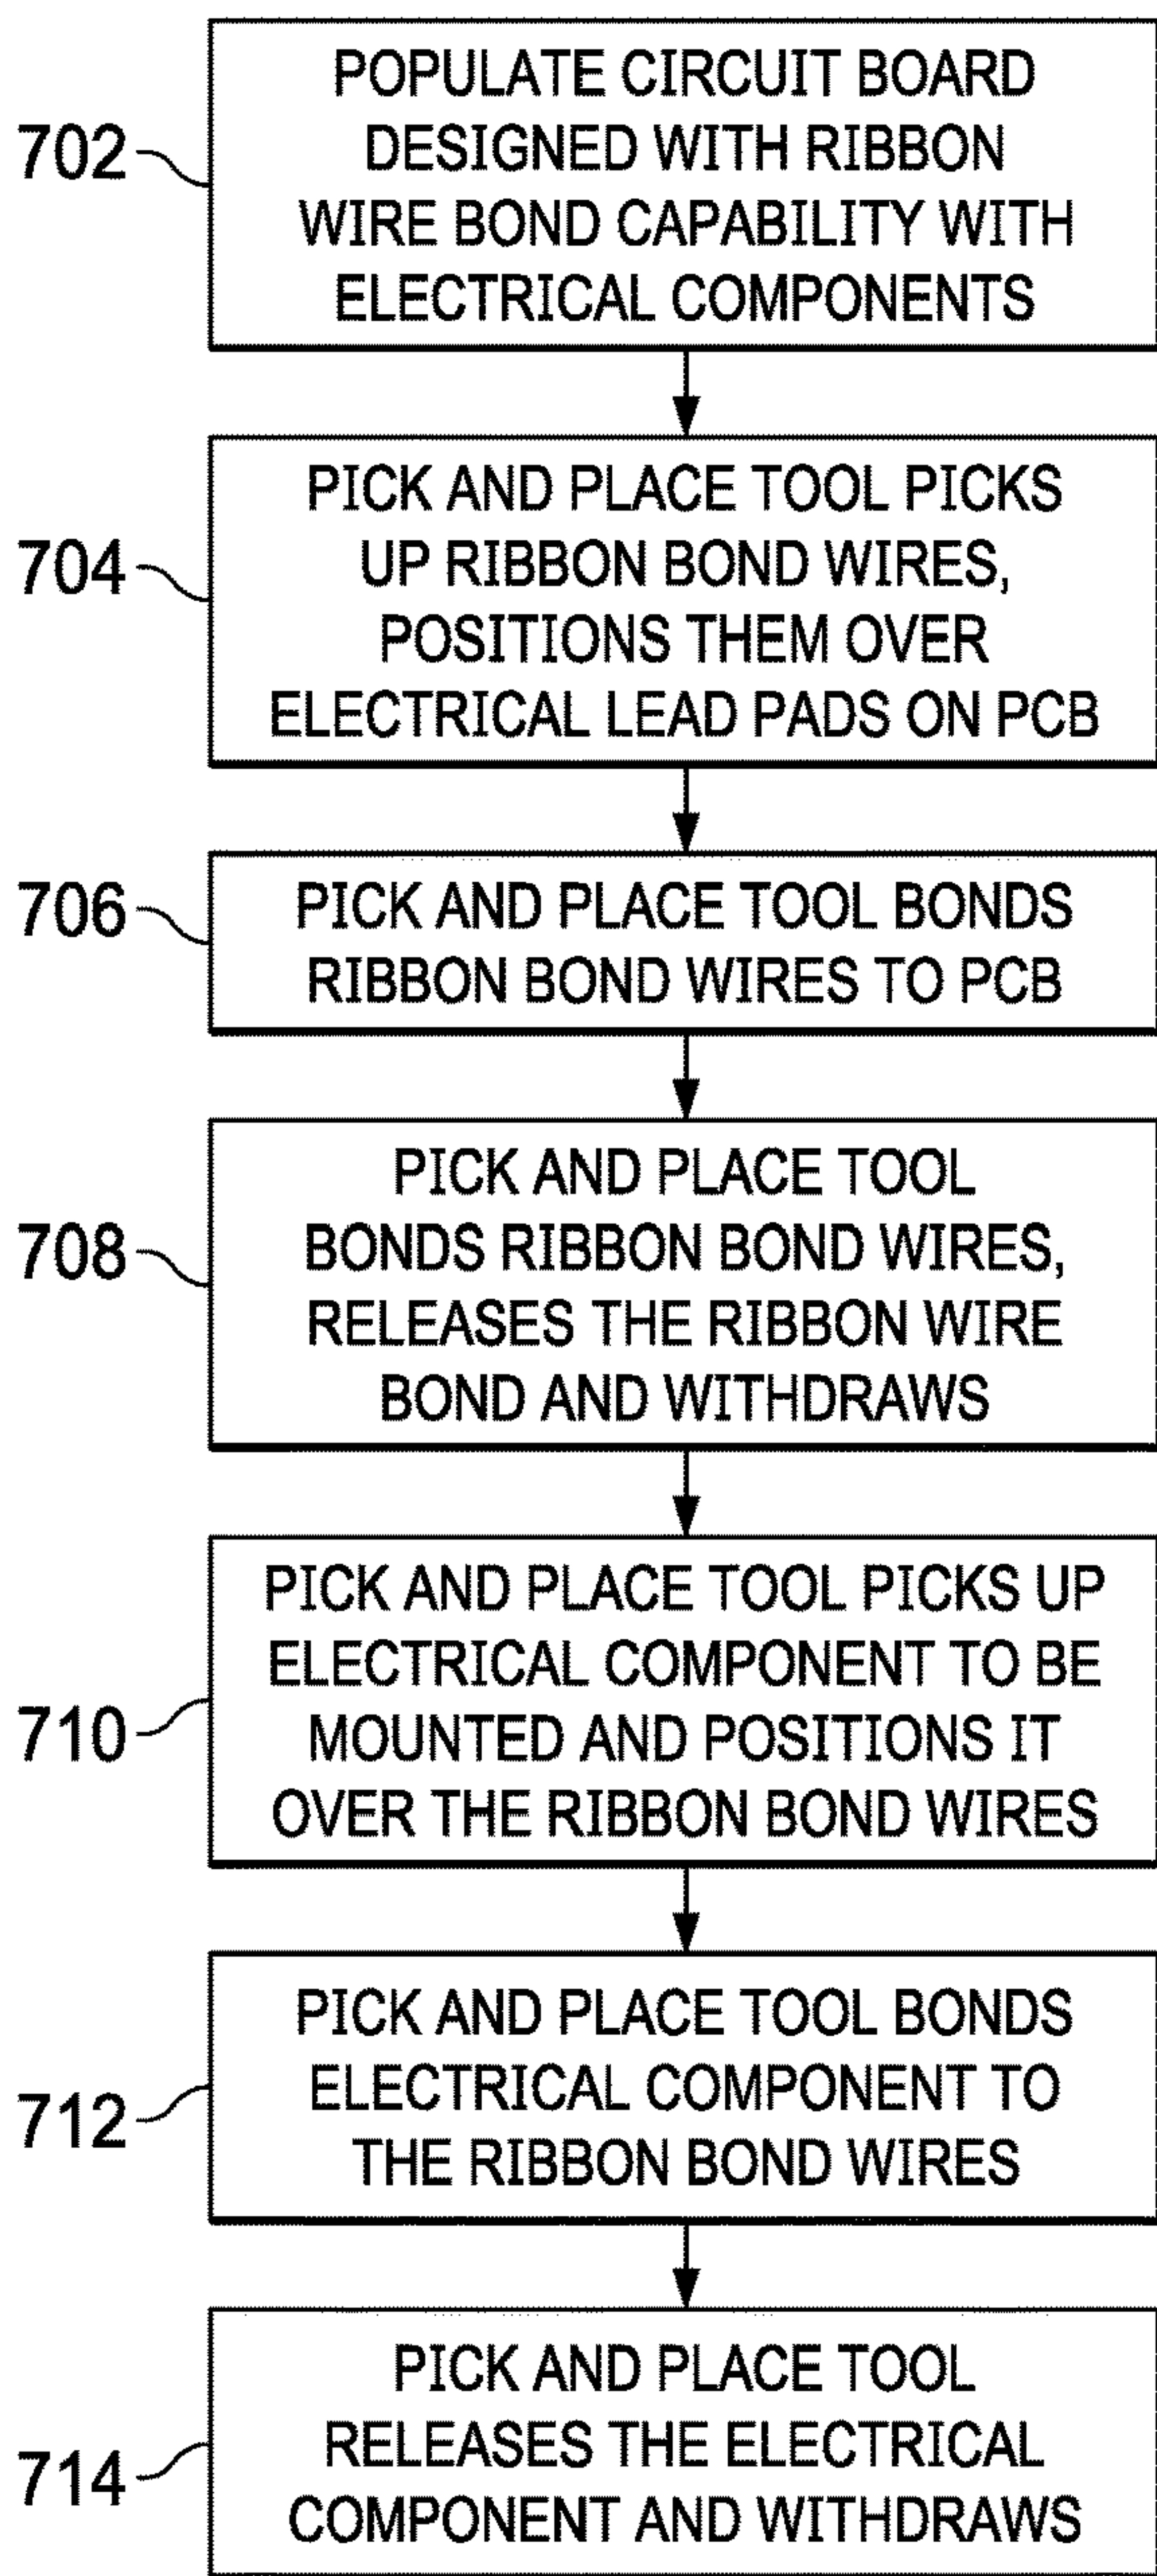 702
POPULATE CIRCUIT BOARD
DESIGNED WITH RIBBON
WIRE BOND CAPABILITY WITH
ELECTRICAL COMPONENTS
704
PICK AND PLACE TOOL PICKS
UP RIBBON BOND WIRES,
POSITIONS THEM OVER
ELECTRICAL LEAD PADS ON PCB
706
PICK AND PLACE TOOL BONDS
RIBBON BOND WIRES TO PCB
708
PICK AND PLACE TOOL
BONDS RIBBON BOND WIRES,
RELEASES THE RIBBON WIRE
BOND AND WITHDRAWS
710
PICK AND PLACE TOOL PICKS UP
ELECTRICAL COMPONENT TO BE
MOUNTED AND POSITIONS IT
OVER THE RIBBON BOND WIRES
712
PICK AND PLACE TOOL BONDS
ELECTRICAL COMPONENT TO
THE RIBBON BOND WIRES
714
PICK AND PLACE TOOL
RELEASES THE ELECTRICAL
COMPONENT AND WITHDRAWS